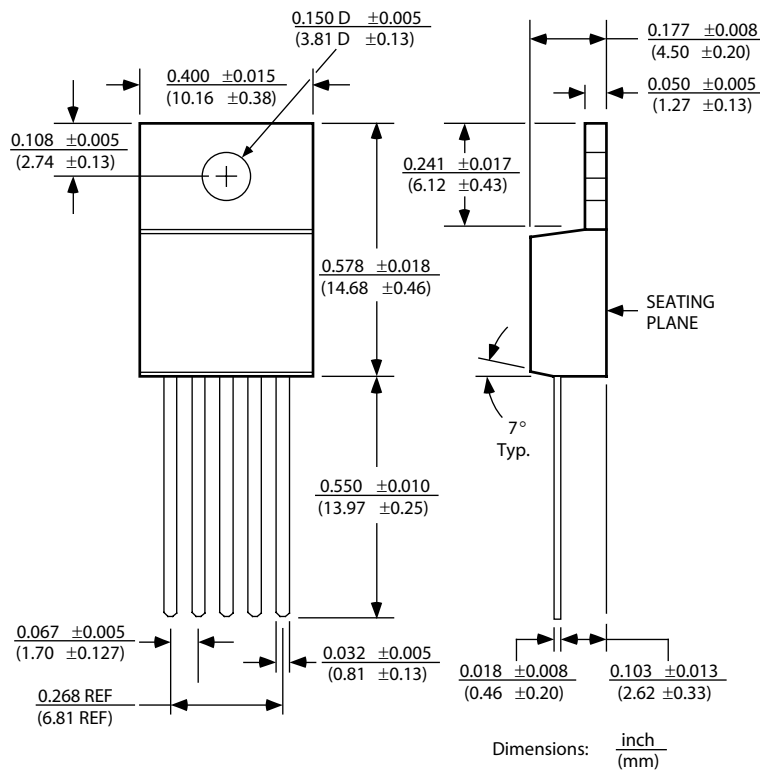 0.150 D ±0.005
(3.81 D ±0.13)
0.177 ±0.008
(4.50 ±0.20)
0.400 ±0.015
(10.16 ±0.38)
0.050 ±0.005
(1.27 ±0.13)
0.108 ±0.005
(2.74 ±0.13)
0.241 ±0.017
(6.12 ±0.43)
0.578 ±0.018
(14.68 ±0.46)
SEATING
PLANE
7°
Typ.
0.550 ±0.010
(13.97 ±0.25)
0.067 ±0.005
(1.70 ±0.127)
0.032 ±0.005
(0.81 ±0.13)
0.018 ±0.008
(0.46 ±0.20)
0.103 ±0.013
(2.62 ±0.33)
0.268 REF
(6.81 REF)
Dimensions: inch
(mm)